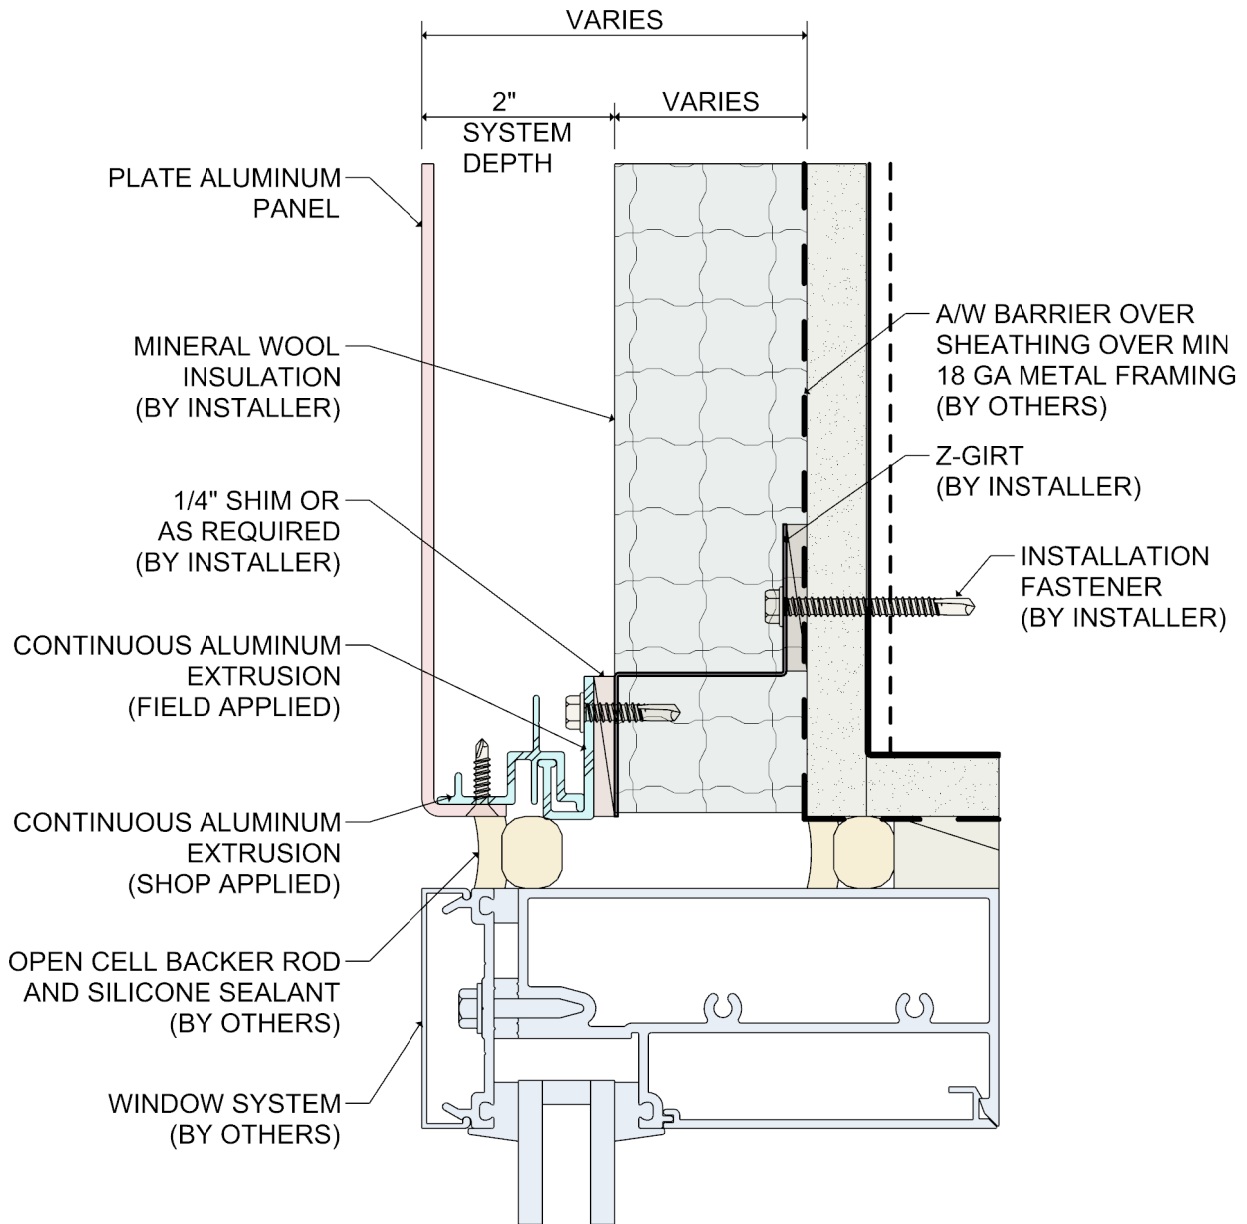 VARIES
2"
SYSTEM
DEPTH
VARIES
PLATE ALUMINUM
PANEL
MINERAL WOOL
INSULATION
(BY INSTALLER)
1/4" SHIM OR
AS REQUIRED
(BY INSTALLER)
CONTINUOUS ALUMINUM
EXTRUSION
(FIELD APPLIED)
CONTINUOUS ALUMINUM
EXTRUSION
(SHOP APPLIED)
OPEN CELL BACKER ROD
AND SILICONE SEALANT
(BY OTHERS)
WINDOW SYSTEM
(BY OTHERS)
A/W BARRIER OVER
SHEATHING OVER MIN
18 GA METAL FRAMING
(BY OTHERS)
Z-GIRT
(BY INSTALLER)
INSTALLATION
FASTENER
(BY INSTALLER)